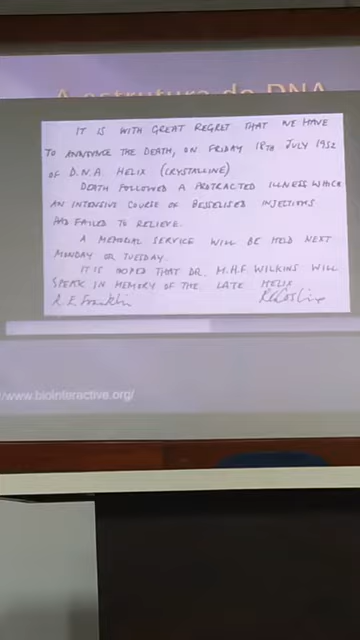 A estrutura do DNA
IT IS WITH GREAT REGRET THAT WE HAVE
TO ANNOUNCE THE DEATH, ON FRIDAY 18TH JULY 1952
OF D.N.A HELIX (CRYSTALLINE)
DEATH FOLLOWED A PROTRACTED ILLNESS WHICH
AN INTENSIVE COURSE OF BESSELISED INJECTIONS
HAD FAILED TO RELIEVE.
A MEMORIAL SERVICE WILL BE HELD NEXT
MONDAY OR TUESDAY.
IT IS HOPED THAT DR. M.H.F. WILKINS WILL
SPEAK IN MEMORY OF THE LATE HELIX
R. E. Franklin R.G. Gosling
/www.biointeractive.org/